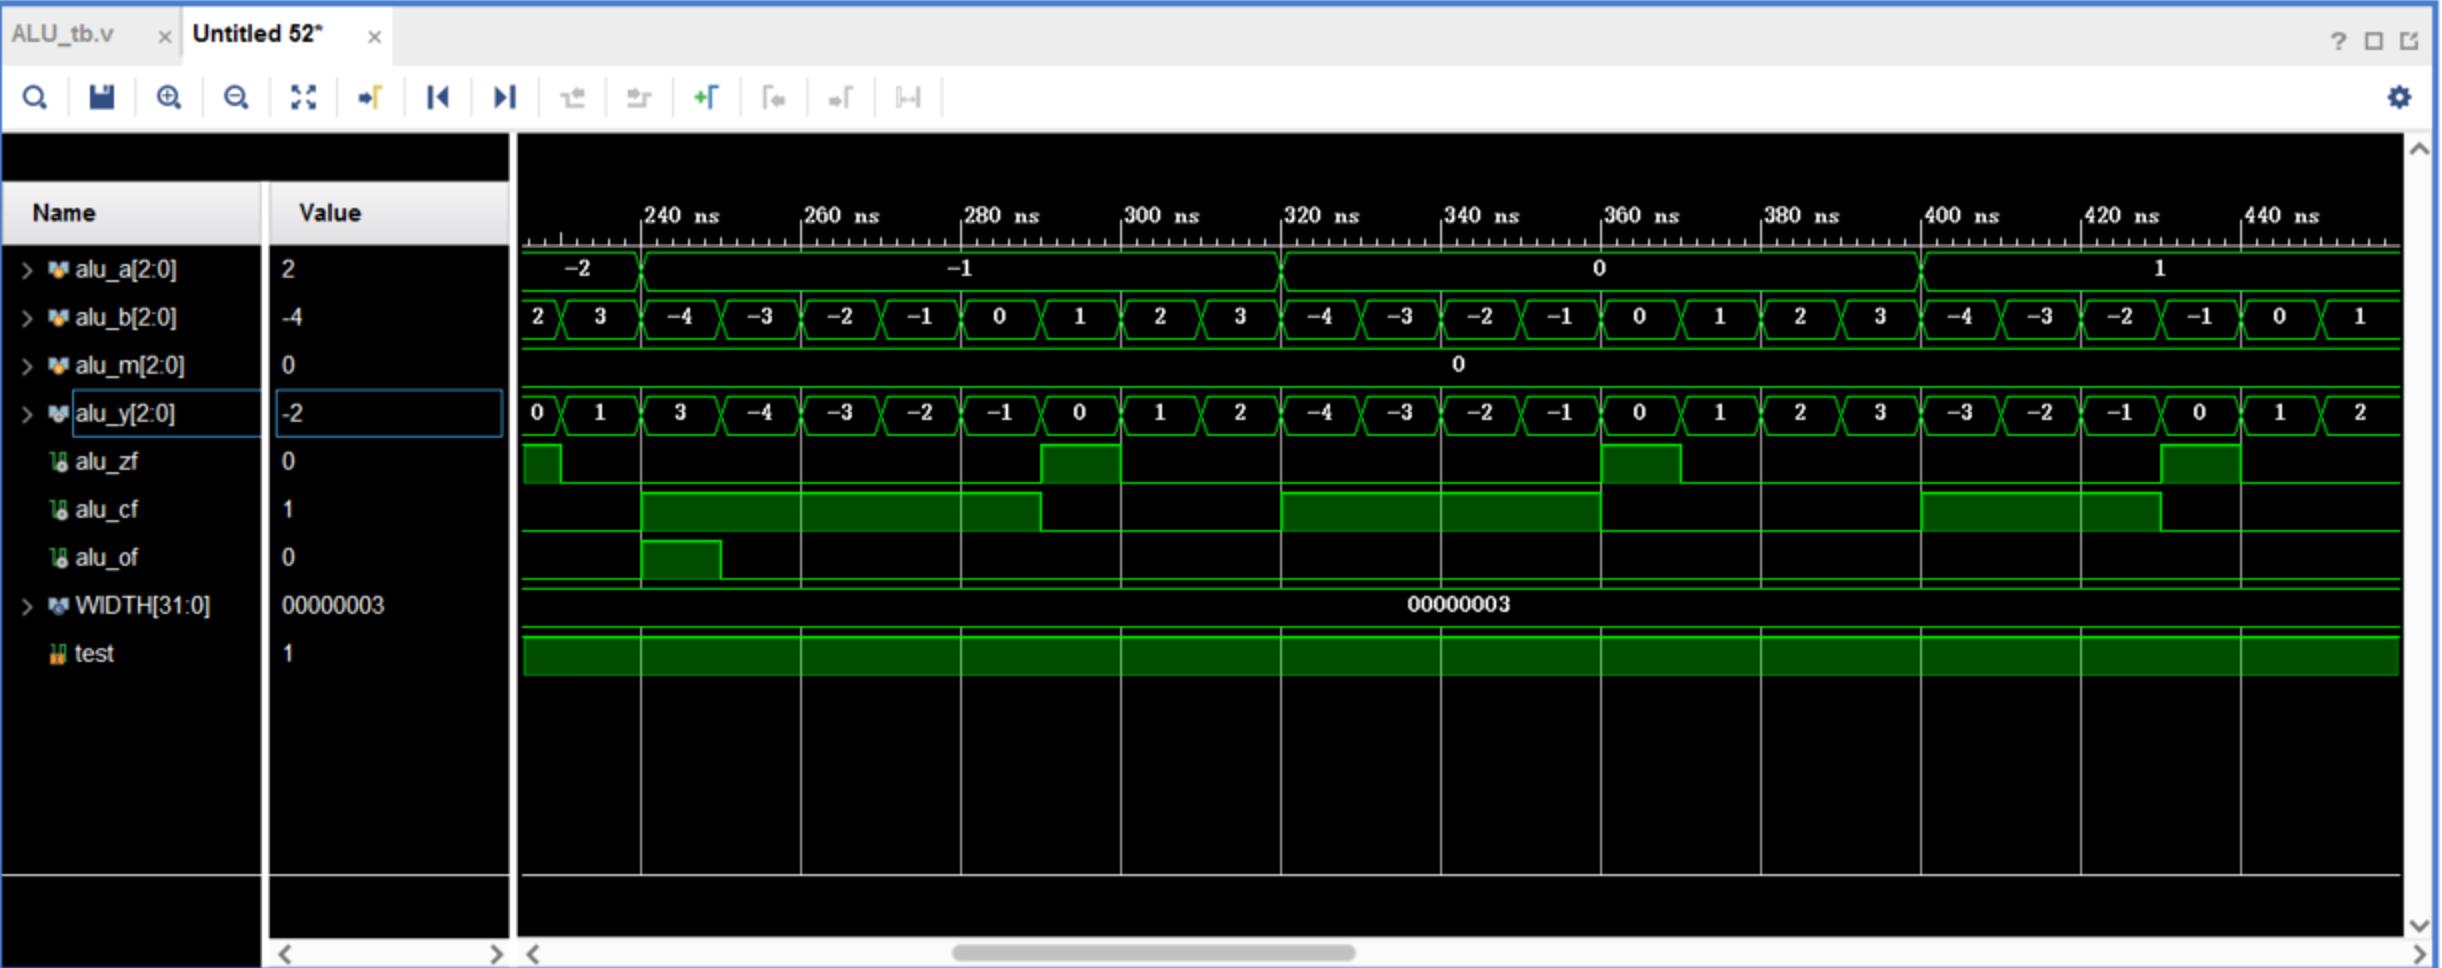 ALU_tb.v × Untitled 52* ×
?
Name Value
240 ns 260 ns 280 ns 300 ns 320 ns 340 ns 360 ns 380 ns 400 ns 420 ns 440 ns
alu_a[2:0] 2 -2 -1 0 1
alu_b[2:0] -4 2 3 -4 -3 -2 -1 0 1 2 3 -4 -3 -2 -1 0 1 2 3 -4 -3 -2 -1 0 1
alu_m[2:0] 0 0
alu_y[2:0] -2 0 1 3 -4 -3 -2 -1 0 1 2 -4 -3 -2 -1 0 1 2 3 -3 -2 -1 0 1 2
alu_zf 0
alu_cf 1
alu_of 0
WIDTH[31:0] 00000003 00000003
test 1